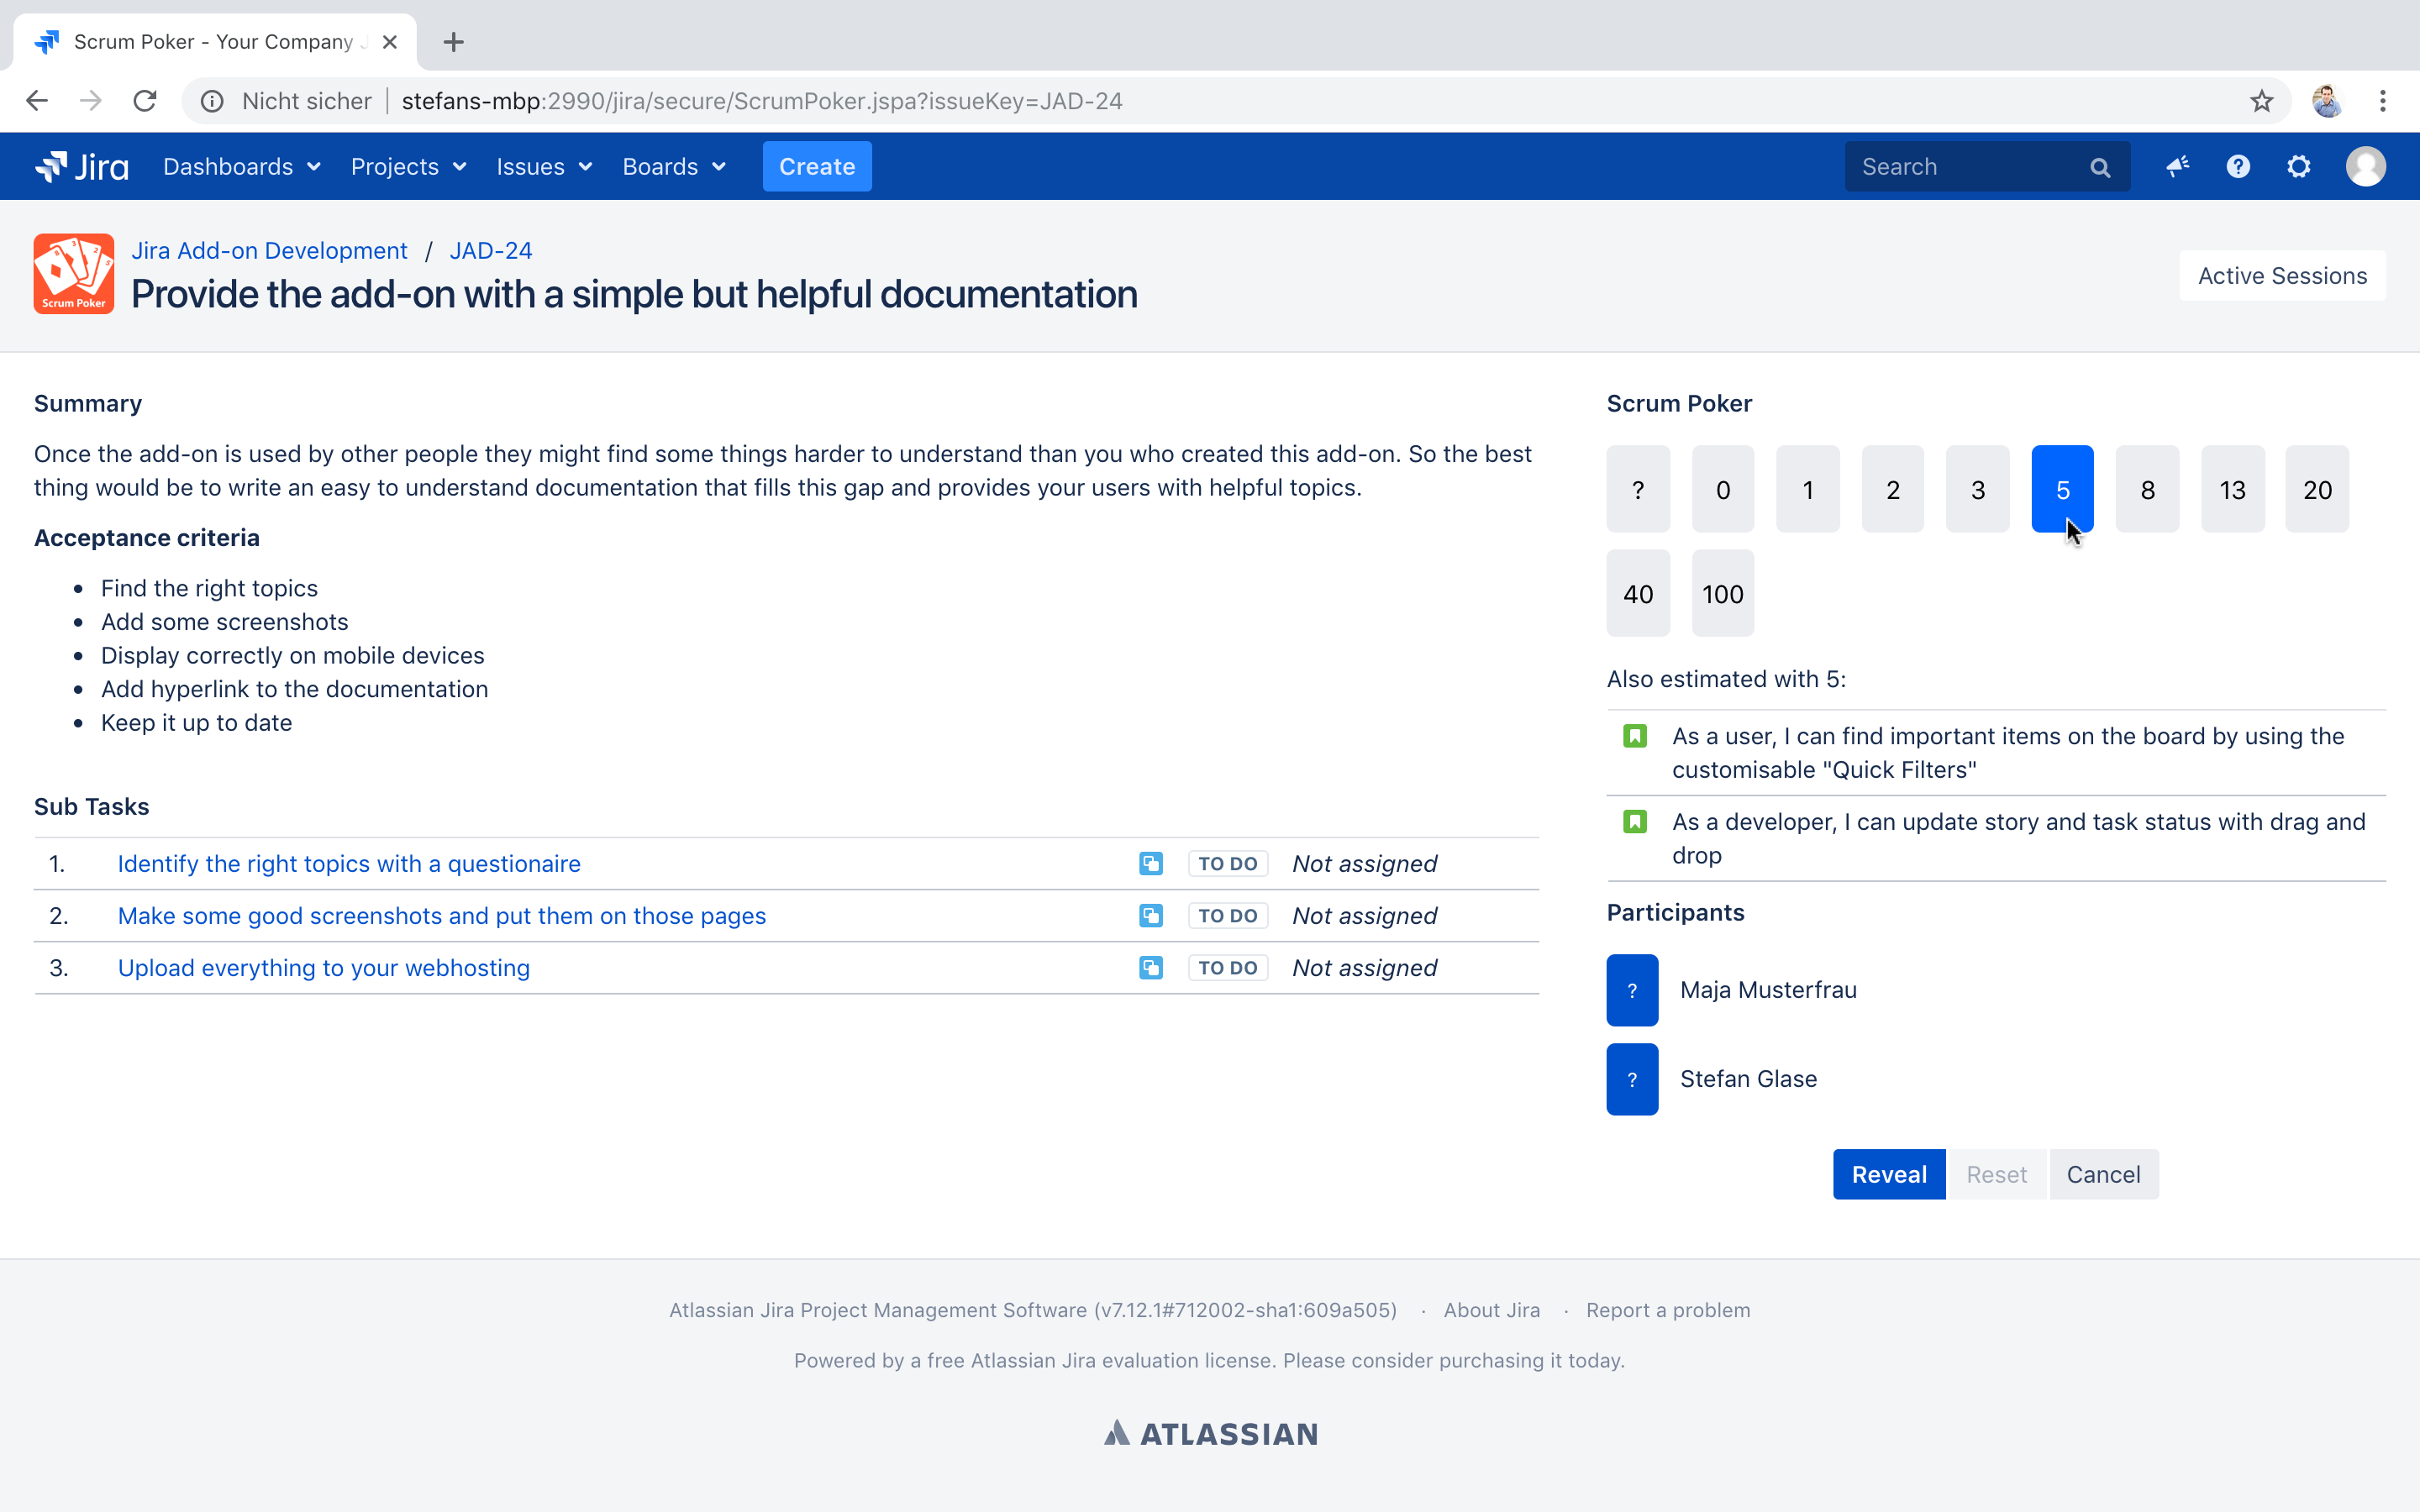 Scrum Poker - Your Company J
Nicht sicher | stefans-mbp:2990/jira/secure/ScrumPoker.jspa?issueKey=JAD-24
Jira Dashboards Projects Issues Boards Create Search
Scrum Poker
Jira Add-on Development / JAD-24
Provide the add-on with a simple but helpful documentation
Active Sessions
Summary
Once the add-on is used by other people they might find some things harder to understand than you who created this add-on. So the best
thing would be to write an easy to understand documentation that fills this gap and provides your users with helpful topics.
Acceptance criteria
• Find the right topics
• Add some screenshots
• Display correctly on mobile devices
• Add hyperlink to the documentation
• Keep it up to date
Sub Tasks
1. Identify the right topics with a questionaire TO DO Not assigned
2. Make some good screenshots and put them on those pages TO DO Not assigned
3. Upload everything to your webhosting TO DO Not assigned
Scrum Poker
? 0 1 2 3 5 8 13 20
40 100
Also estimated with 5:
As a user, I can find important items on the board by using the
customisable "Quick Filters"
As a developer, I can update story and task status with drag and
drop
Participants
? Maja Musterfrau
? Stefan Glase
Reveal Reset Cancel
Atlassian Jira Project Management Software (v7.12.1#712002-sha1:609a505) · About Jira · Report a problem
Powered by a free Atlassian Jira evaluation license. Please consider purchasing it today.
ATLASSIAN